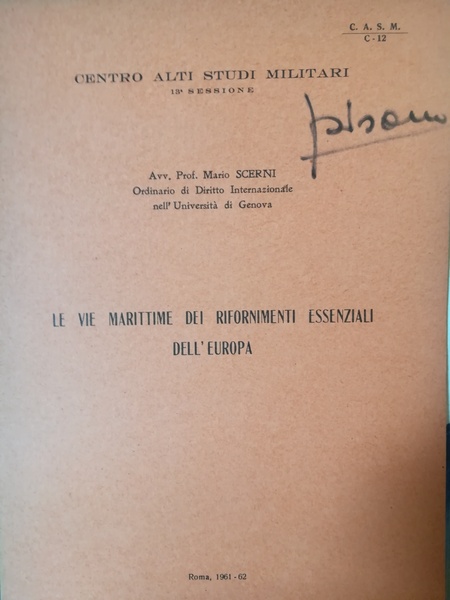 C. A. S. M.
C - 12
CENTRO ALTI STUDI MILITARI
13ª SESSIONE
Avv. Prof. Mario SCERNI
Ordinario di Diritto Internazionale
nell' Università di Genova
LE VIE MARITTIME DEI RIFORNIMENTI ESSENZIALI
DELL'EUROPA
Roma, 1961 - 62